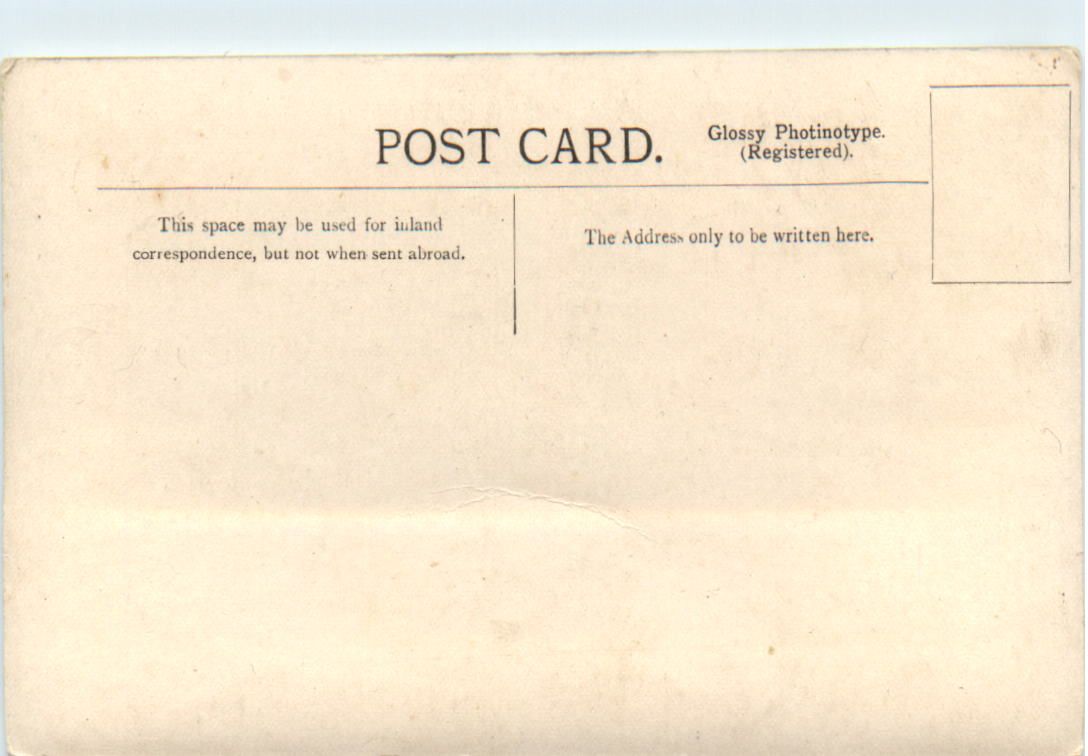 POST CARD.
Glossy Photinotype.
(Registered).
This space may be used for inland
correspondence, but not when sent abroad.
The Address only to be written here.